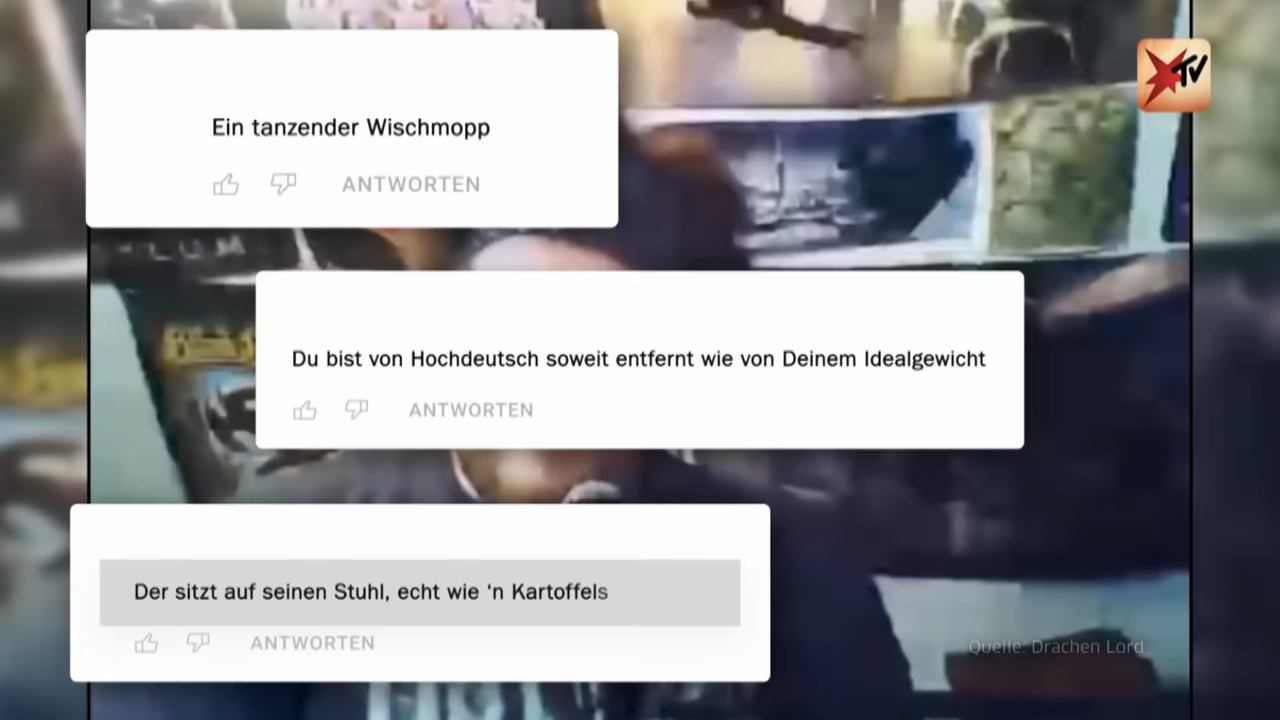 TV
Ein tanzender Wischmopp
ANTWORTEN
Du bist von Hochdeutsch soweit entfernt wie von Deinem Idealgewicht
ANTWORTEN
Der sitzt auf seinen Stuhl, echt wie ‘n Kartoffels
ANTWORTEN
Quelle: Drachen Lord